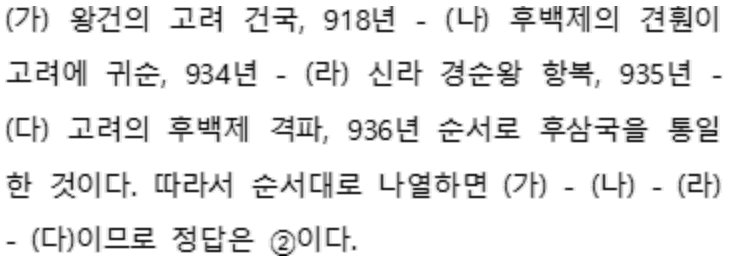 (가) 왕건의 고려 건국, 918년 - (나) 후백제의 견훤이
고려에 귀순, 934년 - (라) 신라 경순왕 항복, 935년 -
(다) 고려의 후백제 격파, 936년 순서로 후삼국을 통일
한 것이다. 따라서 순서대로 나열하면 (가) - (나) - (라)
- (다)이므로 정답은 ②이다.